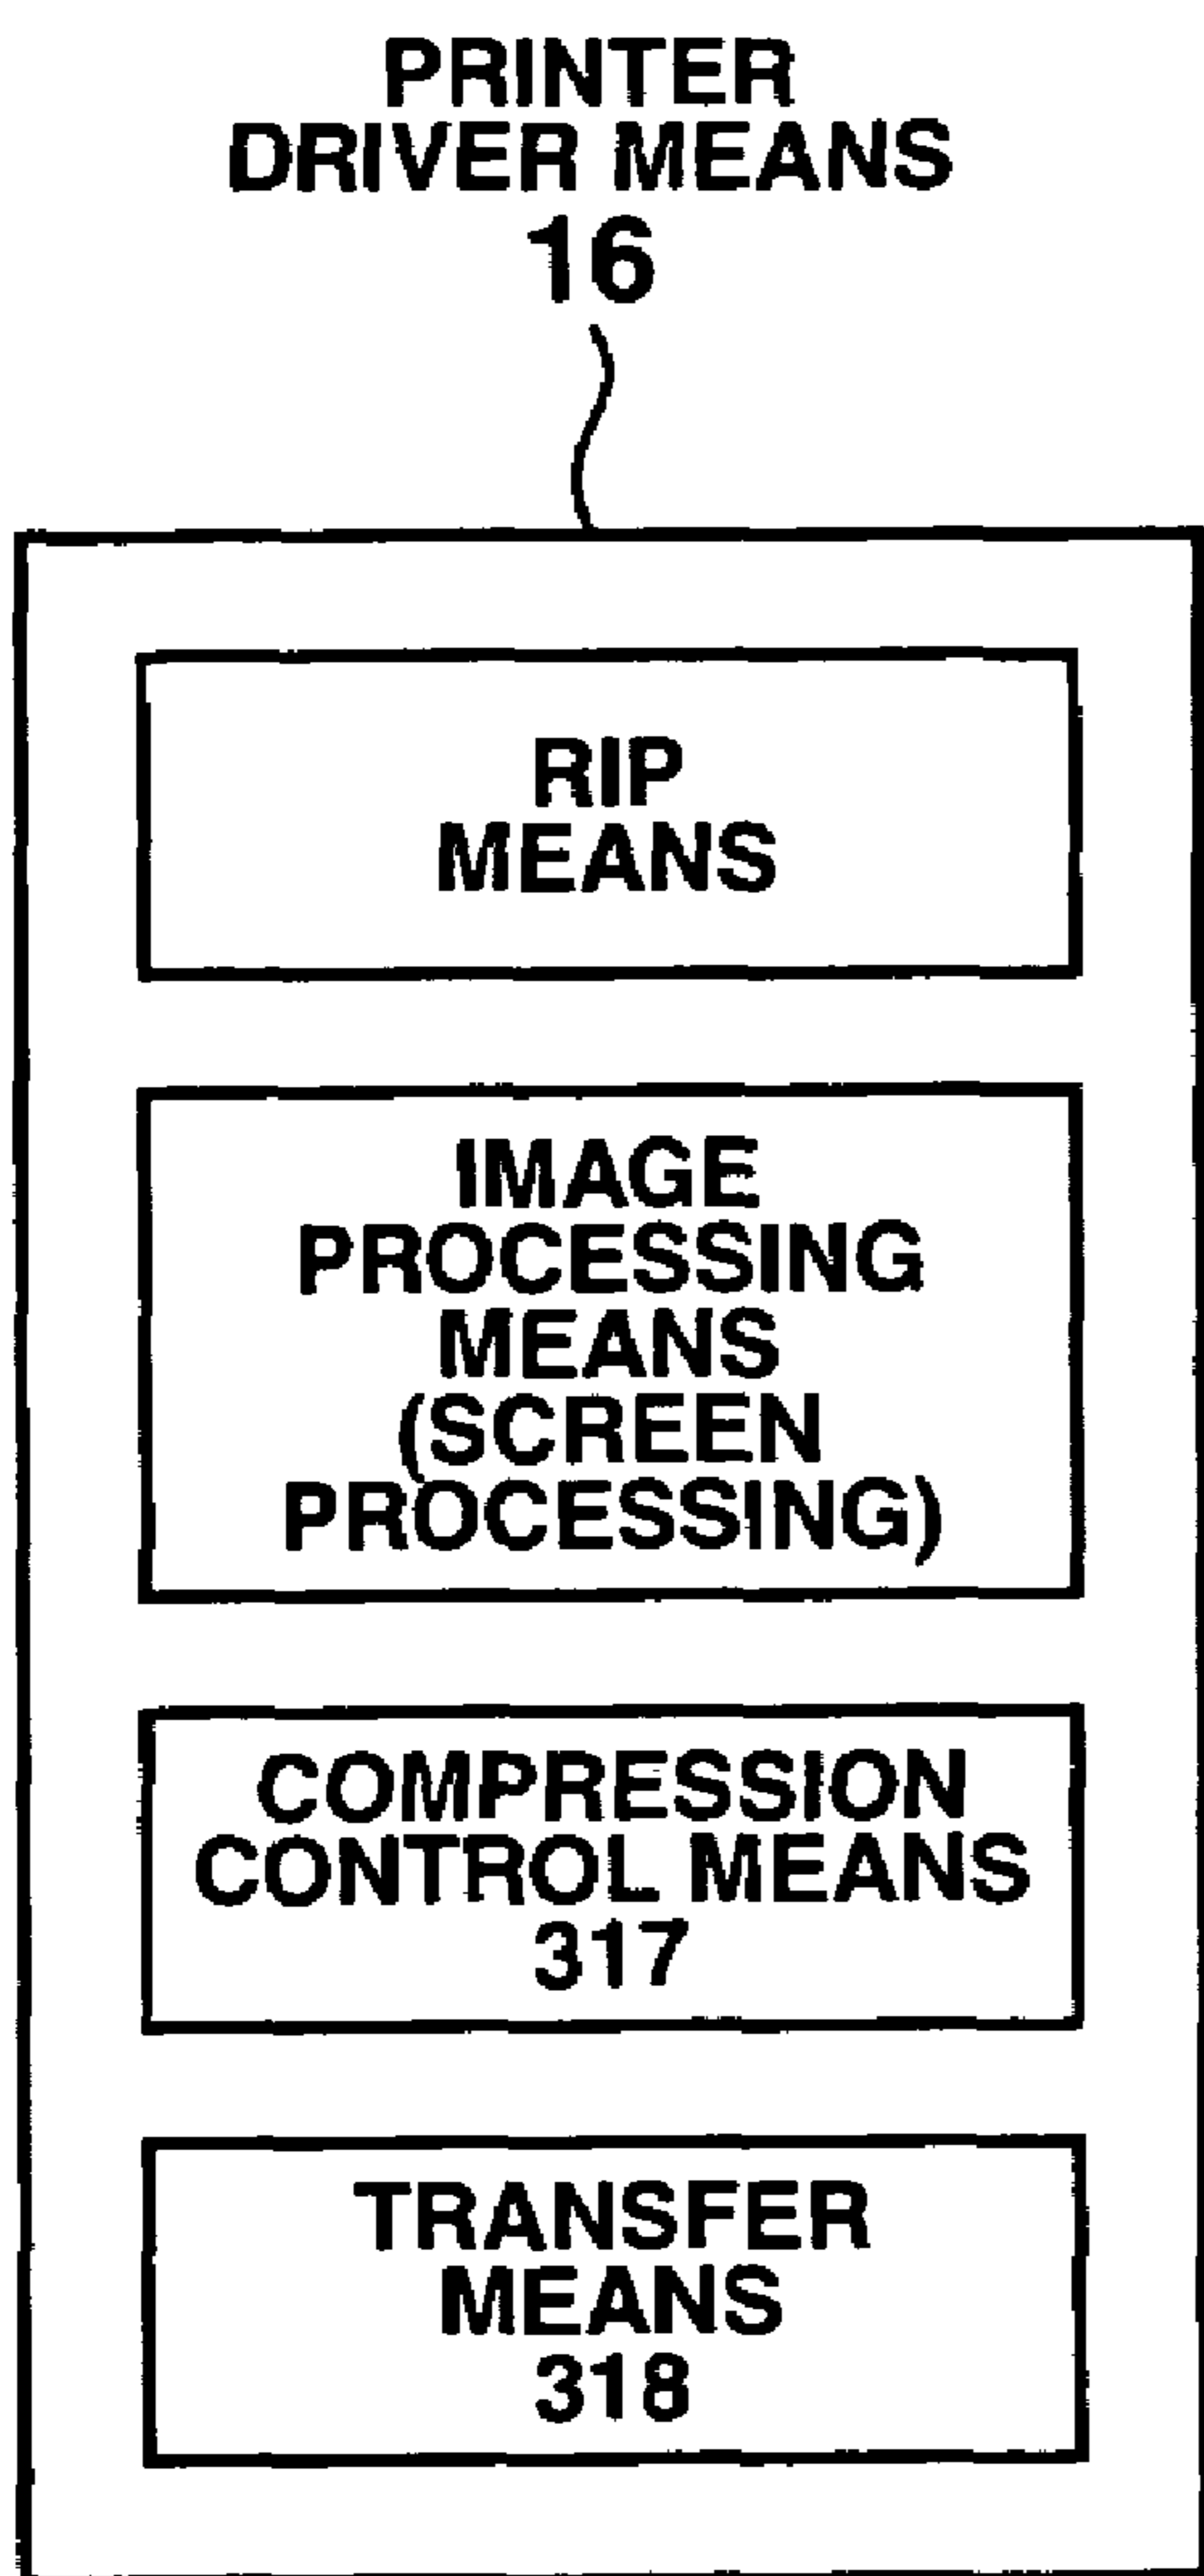 PRINTER
DRIVER MEANS
16
RIP
MEANS
IMAGE
PROCESSING
MEANS
(SCREEN
PROCESSING)
COMPRESSION
CONTROL MEANS
317
TRANSFER
MEANS
318